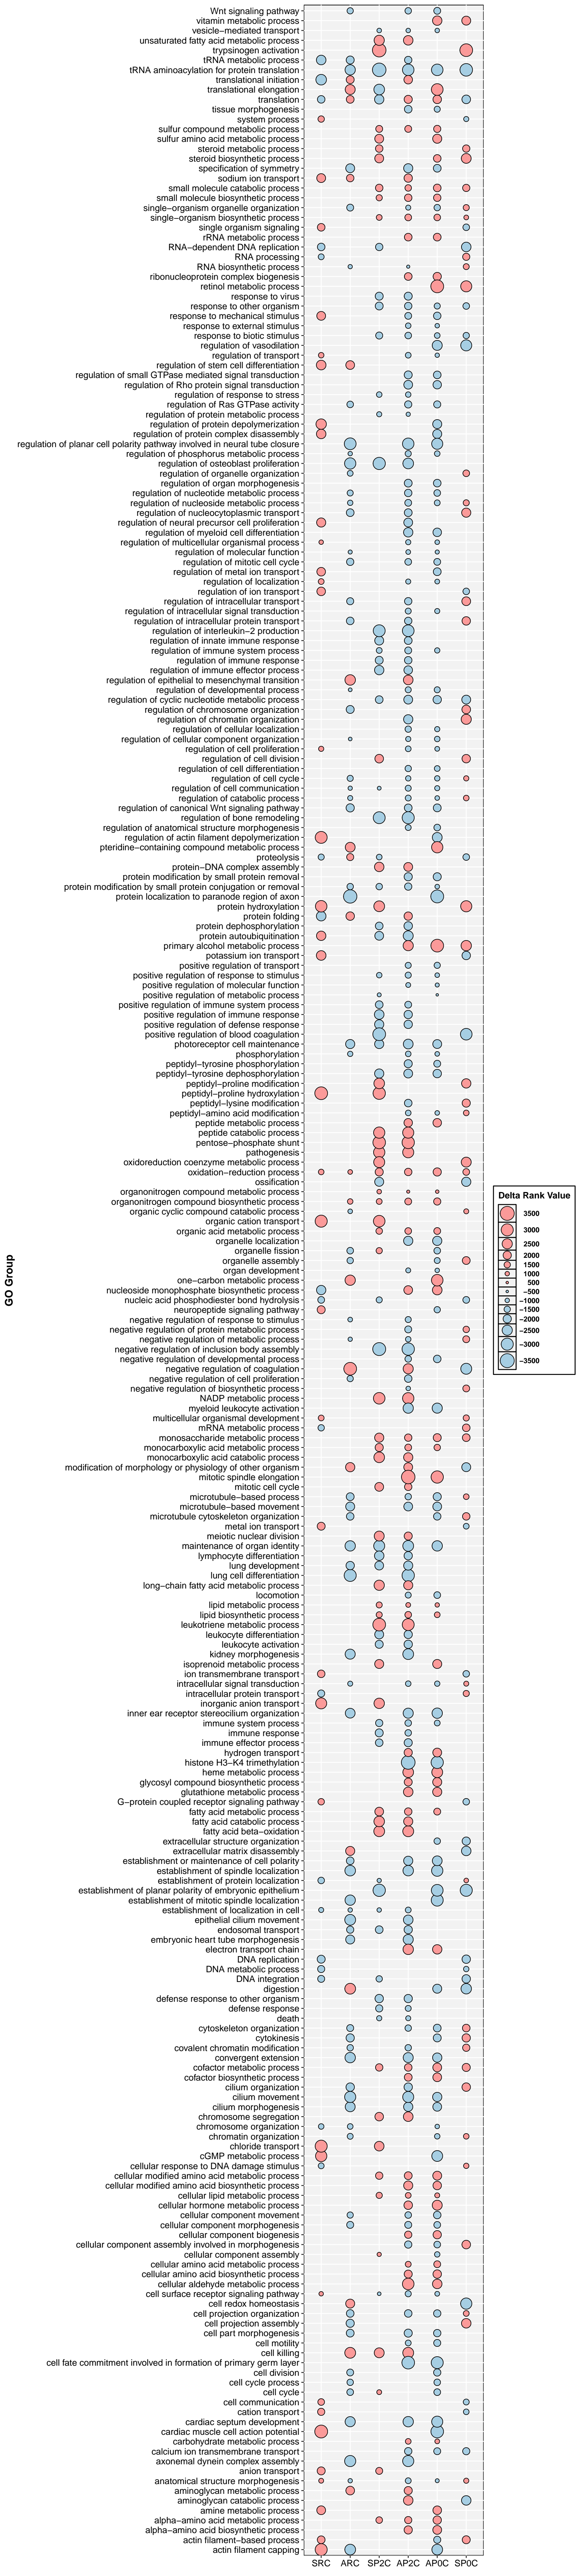 Wnt signaling pathway
vitamin metabolic process
vesicle−mediated transport
unsaturated fatty acid metabolic process
trypsinogen activation
tRNA metabolic process
tRNA aminoacylation for protein translation
translational initiation
translational elongation
translation
tissue morphogenesis
system process
sulfur compound metabolic process
sulfur amino acid metabolic process
steroid metabolic process
steroid biosynthetic process
specification of symmetry
sodium ion transport
small molecule catabolic process
small molecule biosynthetic process
single−organism organelle organization
single−organism biosynthetic process
single organism signaling
rRNA metabolic process
RNA−dependent DNA replication
RNA processing
RNA biosynthetic process
ribonucleoprotein complex biogenesis
retinol metabolic process
response to virus
response to other organism
response to mechanical stimulus
response to external stimulus
response to biotic stimulus
regulation of vasodilation
regulation of transport
regulation of stem cell differentiation
regulation of small GTPase mediated signal transduction
regulation of Rho protein signal transduction
regulation of response to stress
regulation of Ras GTPase activity
regulation of protein metabolic process
regulation of protein depolymerization
regulation of protein complex disassembly
regulation of planar cell polarity pathway involved in neural tube closure
regulation of phosphorus metabolic process
regulation of osteoblast proliferation
regulation of organelle organization
regulation of organ morphogenesis
regulation of nucleotide metabolic process
regulation of nucleoside metabolic process
regulation of nucleocytoplasmic transport
regulation of neural precursor cell proliferation
regulation of myeloid cell differentiation
regulation of multicellular organismal process
regulation of molecular function
regulation of mitotic cell cycle
regulation of metal ion transport
regulation of localization
regulation of ion transport
regulation of intracellular transport
regulation of intracellular signal transduction
regulation of intracellular protein transport
regulation of interleukin−2 production
regulation of innate immune response
regulation of immune system process
regulation of immune response
regulation of immune effector process
regulation of epithelial to mesenchymal transition
regulation of developmental process
regulation of cyclic nucleotide metabolic process
regulation of chromosome organization
regulation of chromatin organization
regulation of cellular localization
regulation of cellular component organization
regulation of cell proliferation
regulation of cell division
regulation of cell differentiation
regulation of cell cycle
regulation of cell communication
regulation of catabolic process
regulation of canonical Wnt signaling pathway
regulation of bone remodeling
regulation of anatomical structure morphogenesis
regulation of actin filament depolymerization
pteridine−containing compound metabolic process
proteolysis
protein−DNA complex assembly
protein modification by small protein removal
protein modification by small protein conjugation or removal
protein localization to paranode region of axon
protein hydroxylation
protein folding
protein dephosphorylation
protein autoubiquitination
primary alcohol metabolic process
potassium ion transport
positive regulation of transport
positive regulation of response to stimulus
positive regulation of molecular function
positive regulation of metabolic process
positive regulation of immune system process
positive regulation of immune response
positive regulation of defense response
positive regulation of blood coagulation
photoreceptor cell maintenance
phosphorylation
peptidyl−tyrosine phosphorylation
peptidyl−tyrosine dephosphorylation
peptidyl−proline modification
peptidyl−proline hydroxylation
peptidyl−lysine modification
peptidyl−amino acid modification
peptide metabolic process
peptide catabolic process
pentose−phosphate shunt
pathogenesis
oxidoreduction coenzyme metabolic process
oxidation−reduction process
ossification
organonitrogen compound metabolic process
organonitrogen compound biosynthetic process
organic cyclic compound catabolic process
organic cation transport
organic acid metabolic process
organelle localization
organelle fission
organelle assembly
organ development
one−carbon metabolic process
nucleoside monophosphate biosynthetic process
nucleic acid phosphodiester bond hydrolysis
neuropeptide signaling pathway
negative regulation of response to stimulus
negative regulation of protein metabolic process
negative regulation of metabolic process
negative regulation of inclusion body assembly
negative regulation of developmental process
negative regulation of coagulation
negative regulation of cell proliferation
negative regulation of biosynthetic process
NADP metabolic process
myeloid leukocyte activation
multicellular organismal development
mRNA metabolic process
monosaccharide metabolic process
monocarboxylic acid metabolic process
monocarboxylic acid catabolic process
modification of morphology or physiology of other organism
mitotic spindle elongation
mitotic cell cycle
microtubule−based process
microtubule−based movement
microtubule cytoskeleton organization
metal ion transport
meiotic nuclear division
maintenance of organ identity
lymphocyte differentiation
lung development
lung cell differentiation
long−chain fatty acid metabolic process
locomotion
lipid metabolic process
lipid biosynthetic process
leukotriene metabolic process
leukocyte differentiation
leukocyte activation
kidney morphogenesis
isoprenoid metabolic process
ion transmembrane transport
intracellular signal transduction
intracellular protein transport
inorganic anion transport
inner ear receptor stereocilium organization
immune system process
immune response
immune effector process
hydrogen transport
histone H3−K4 trimethylation
heme metabolic process
glycosyl compound biosynthetic process
glutathione metabolic process
G−protein coupled receptor signaling pathway
fatty acid metabolic process
fatty acid catabolic process
fatty acid beta−oxidation
extracellular structure organization
extracellular matrix disassembly
establishment or maintenance of cell polarity
establishment of spindle localization
establishment of protein localization
establishment of planar polarity of embryonic epithelium
establishment of mitotic spindle localization
establishment of localization in cell
epithelial cilium movement
endosomal transport
embryonic heart tube morphogenesis
electron transport chain
DNA replication
DNA metabolic process
DNA integration
digestion
defense response to other organism
defense response
death
cytoskeleton organization
cytokinesis
covalent chromatin modification
convergent extension
cofactor metabolic process
cofactor biosynthetic process
cilium organization
cilium movement
cilium morphogenesis
chromosome segregation
chromosome organization
chromatin organization
chloride transport
cGMP metabolic process
cellular response to DNA damage stimulus
cellular modified amino acid metabolic process
cellular modified amino acid biosynthetic process
cellular lipid metabolic process
cellular hormone metabolic process
cellular component movement
cellular component morphogenesis
cellular component biogenesis
cellular component assembly involved in morphogenesis
cellular component assembly
cellular amino acid metabolic process
cellular amino acid biosynthetic process
cellular aldehyde metabolic process
cell surface receptor signaling pathway
cell redox homeostasis
cell projection organization
cell projection assembly
cell part morphogenesis
cell motility
cell killing
cell fate commitment involved in formation of primary germ layer
cell division
cell cycle process
cell cycle
cell communication
cation transport
cardiac septum development
cardiac muscle cell action potential
carbohydrate metabolic process
calcium ion transmembrane transport
axonemal dynein complex assembly
anion transport
anatomical structure morphogenesis
aminoglycan metabolic process
aminoglycan catabolic process
amine metabolic process
alpha−amino acid metabolic process
alpha−amino acid biosynthetic process
actin filament−based process
actin filament capping
SRC ARC SP2C AP2C AP0C SP0C
GO Group
Delta Rank Value
3500
3000
2500
2000
1500
1000
500
−500
−1000
−1500
−2000
−2500
−3000
−3500